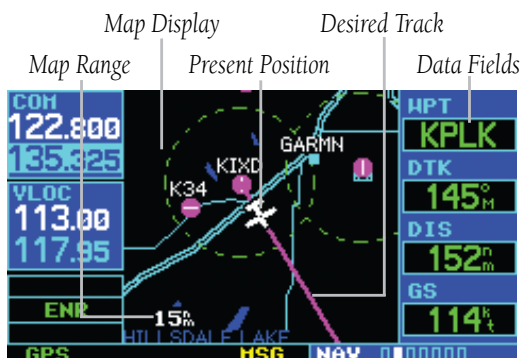 Map Display
Desired Track
Map Range
Present Position
Data Fields
COM
122.800
135.325
VLOC
113.00
117.95
ENR
GPS
K34
KIXD
GARMN
15nm
HILLSDALE LAKE
MSG
NAV
WPT
KPLK
DTK
145°M
DIS
152nm
GS
114kt